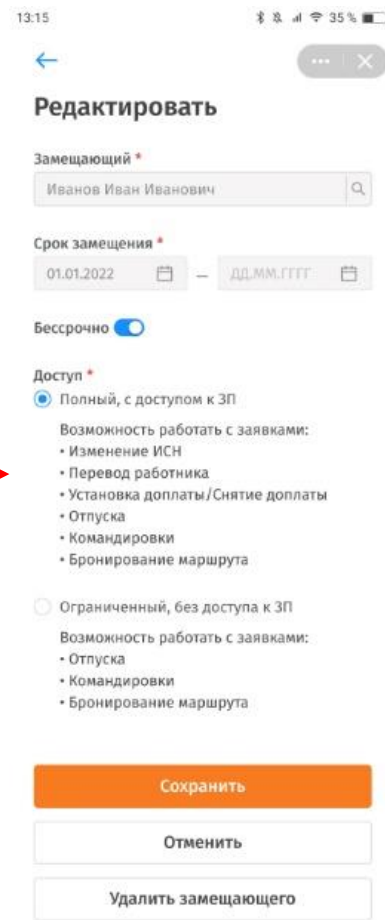 13:15
35 %
Редактировать
Замещающий *
Иванов Иван Иванович
Срок замещения *
01.01.2022 – ДД.ММ.ГГГГ
Бессрочно
Доступ *
Полный, с доступом к ЗП
Возможность работать с заявками:
• Изменение ИСН
• Перевод работника
• Установка доплаты/Снятие доплаты
• Отпуска
• Командировки
• Бронирование маршрута
Ограниченный, без доступа к ЗП
Возможность работать с заявками:
• Отпуска
• Командировки
• Бронирование маршрута
Сохранить
Отменить
Удалить замещающего